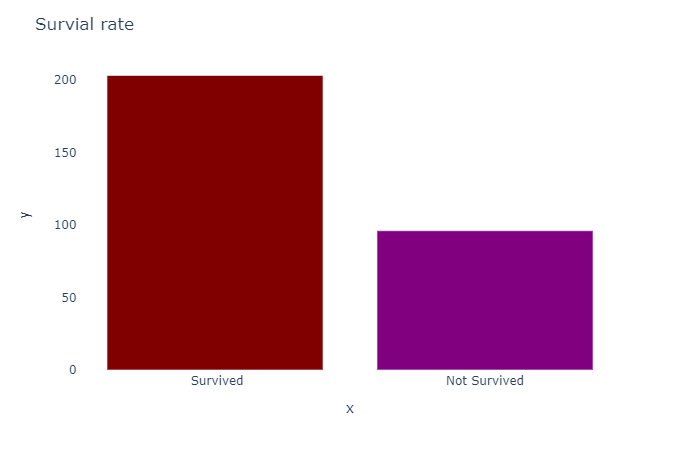 Survial rate
200
150
100
50
0
y
Survived
Not Survived
x